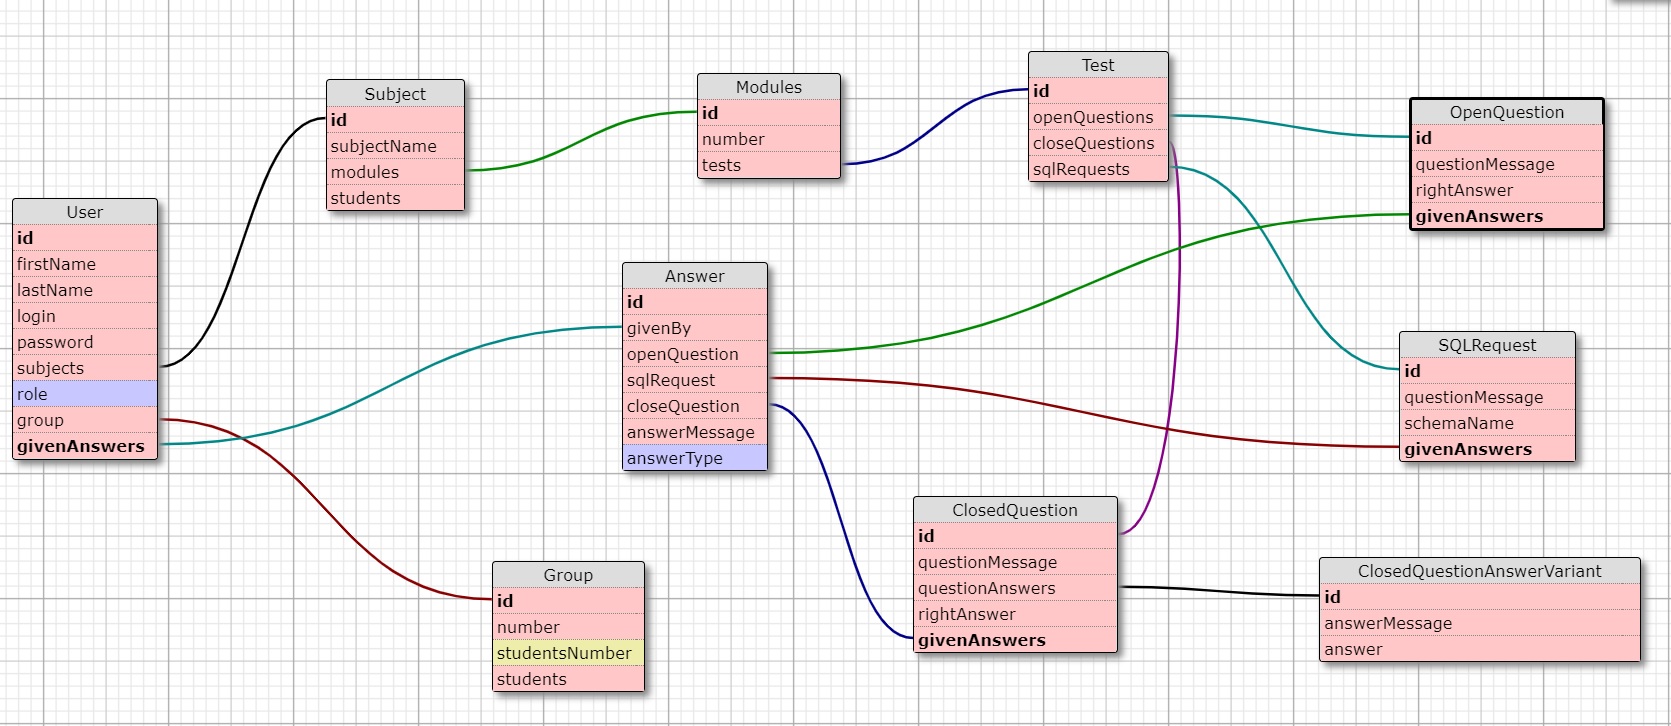 User
id
firstName
lastName
login
password
subjects
role
group
givenAnswers
Subject
id
subjectName
modules
students
Modules
id
number
tests
Test
id
openQuestions
closeQuestions
sqlRequests
OpenQuestion
id
questionMessage
rightAnswer
givenAnswers
Answer
id
givenBy
openQuestion
sqlRequest
closeQuestion
answerMessage
answerType
SQLRequest
id
questionMessage
schemaName
givenAnswers
Group
id
number
studentsNumber
students
ClosedQuestion
id
questionMessage
questionAnswers
rightAnswer
givenAnswers
ClosedQuestionAnswerVariant
id
answerMessage
answer